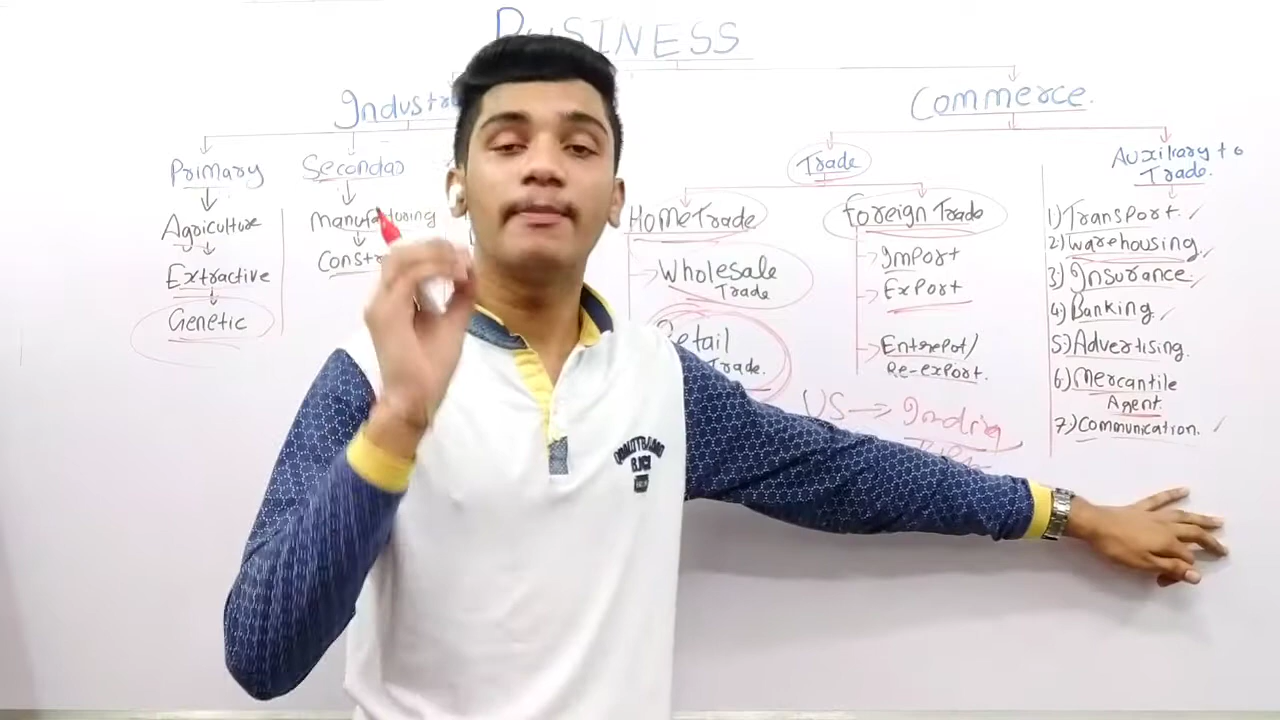 BUSINESS
Industr
Commerce.
Primary
Secondar
Trade
Auxiliary to
Trade.
Agriculture
Extractive
Genetic
Manufacturing
Constr
Home Trade
Wholesale
Trade
Retail
Trade.
foreign Trade
Import
Export
Enterepot/
Re-export.
US → India
1) Transport.
2) Warehousing
3) Insurance.
4) Banking
5) Advertising.
6) Mercantile
Agent.
7) Communication.